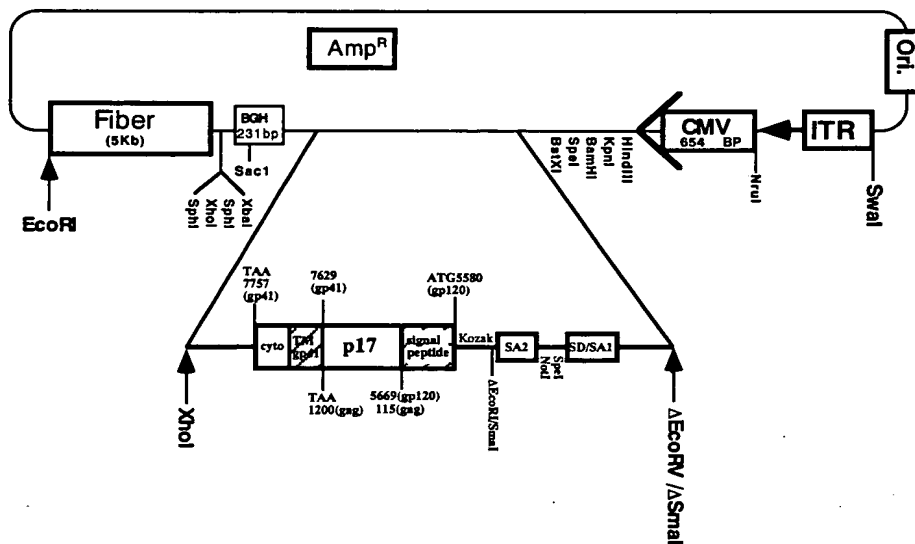 Amp^R
Ori.
Fiber
(5Kb)
BGH
231bp
CMV
654 BP
ITR
Sac1
SphI
XhoI
SphI
XbaI
BstXI
SpeI
BamHI
KpnI
HindIII
NruI
SwaI
EcoRI
TAA
7757
(gp41)
7629
(gp41)
ATG5580
(gp120)
cyto
TM
gp41
p17
signal
peptide
Kozak
SA2
SD/SA1
NotI
SpeI
ΔEcoRI/SmaI
TAA
1200(gag)
5669(gp120)
115(gag)
XhoI
ΔEcoRV /ΔSmaI